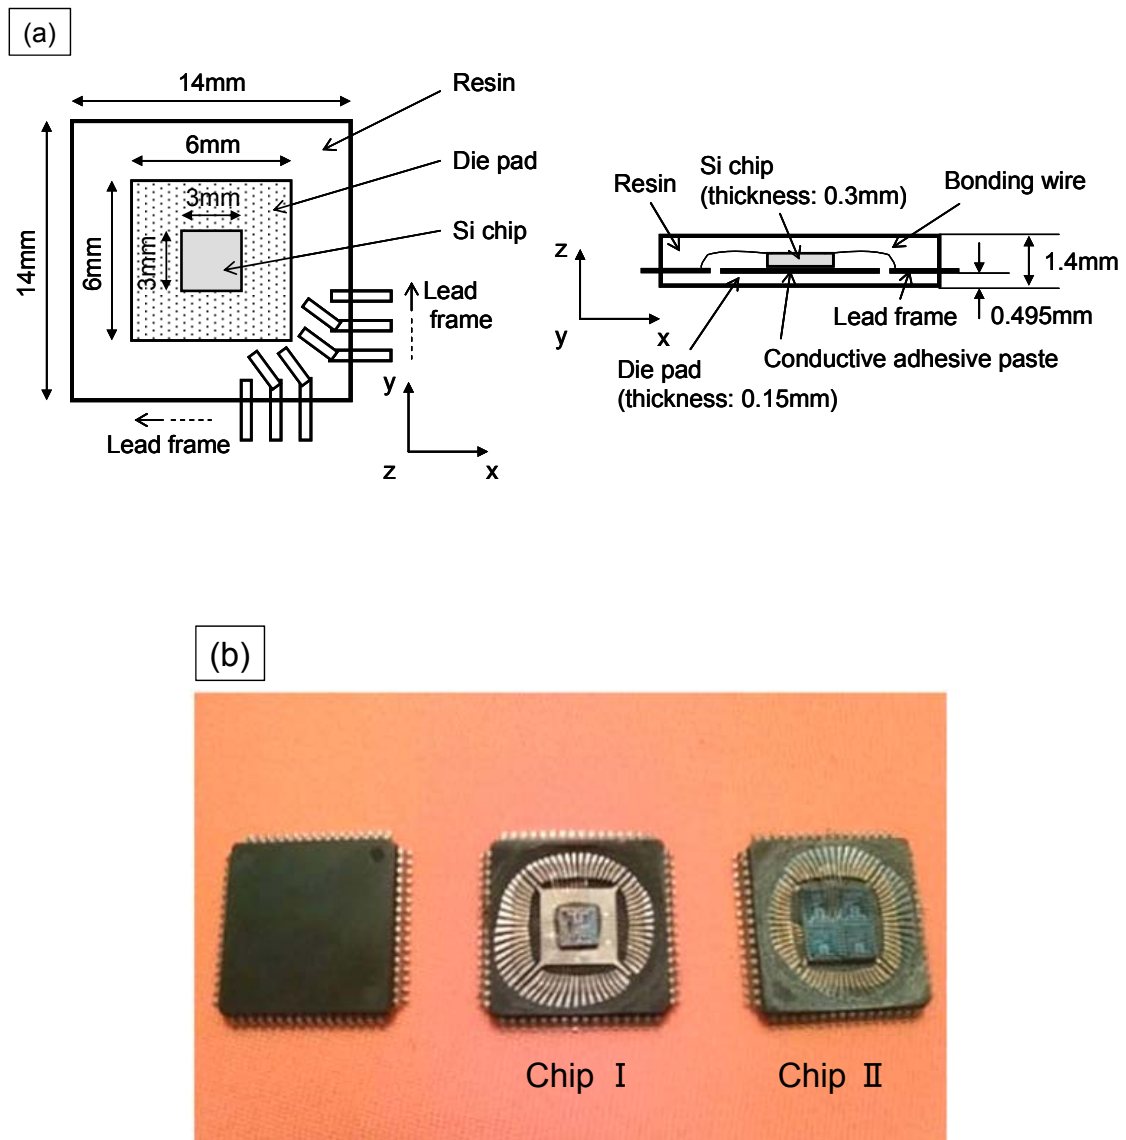 (a)
14mm
Resin
6mm
Die pad
3mm
Si chip
14mm
6mm
3mm
Lead
frame
Lead frame
y
z
x
Resin
Si chip
(thickness: 0.3mm)
Bonding wire
z
y
x
1.4mm
0.495mm
Lead frame
Conductive adhesive paste
Die pad
(thickness: 0.15mm)
(b)
Chip Ⅰ
Chip Ⅱ